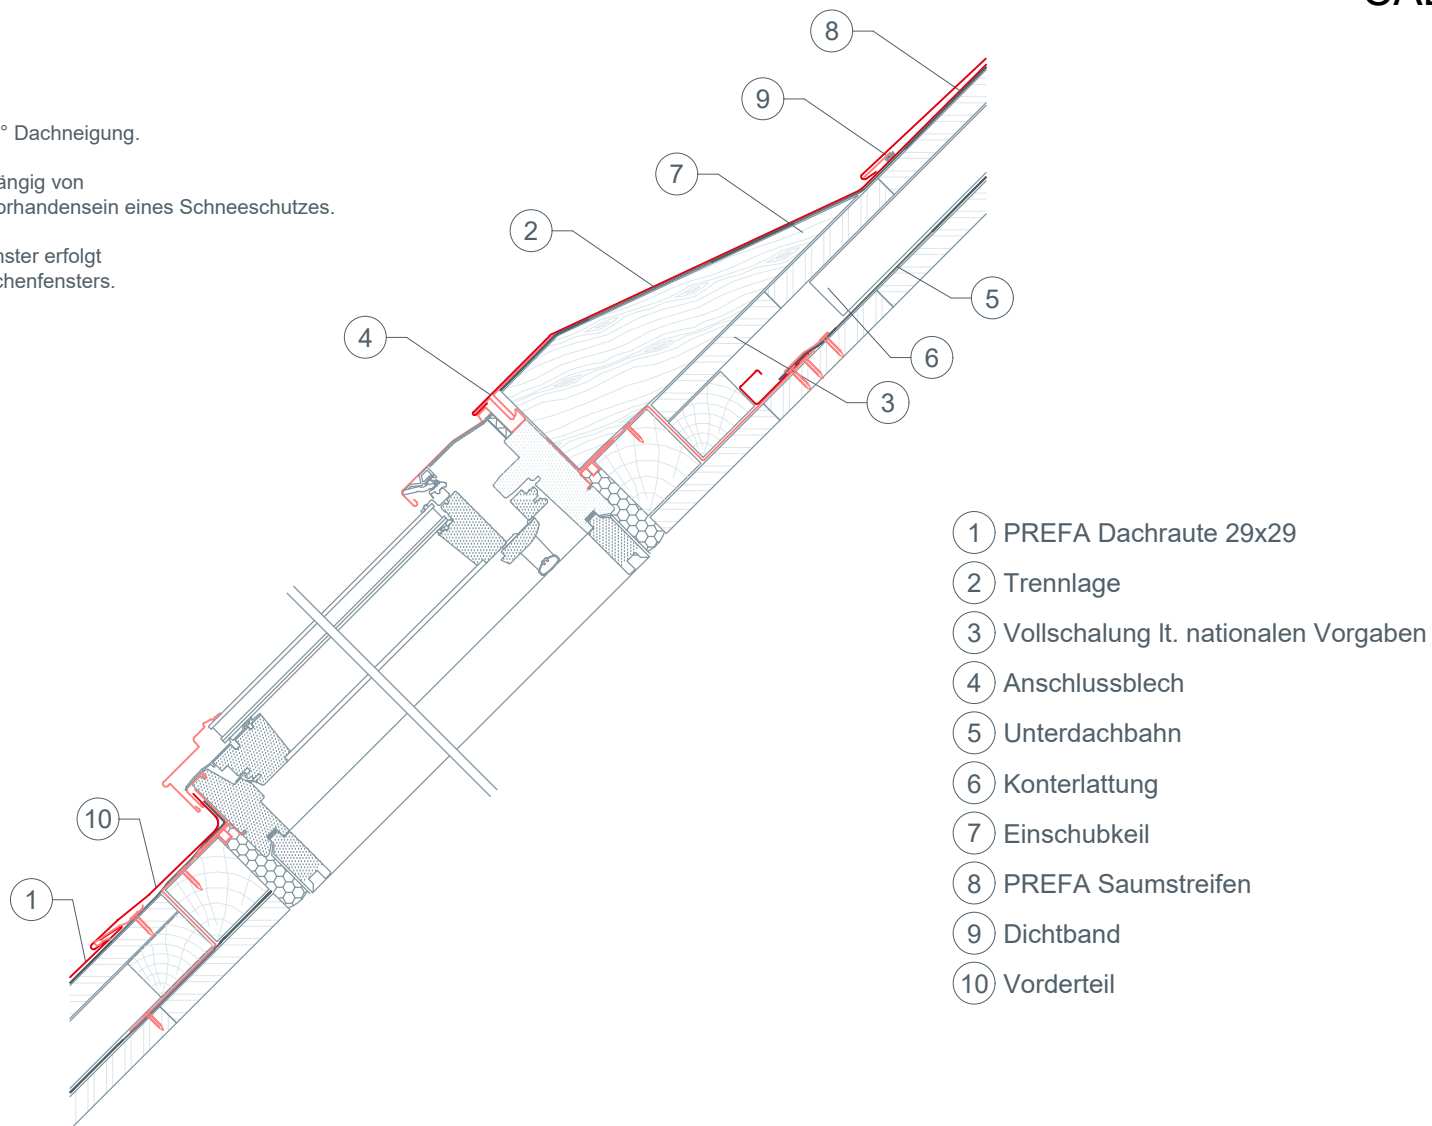 ° Dachneigung.
ängig von
orhandensein eines Schneeschutzes.
nster erfolgt
chenfensters.
8
9
7
2
4
5
6
3
10
1
1 PREFA Dachraute 29x29
2 Trennlage
3 Vollschalung lt. nationalen Vorgaben
4 Anschlussblech
5 Unterdachbahn
6 Konterlattung
7 Einschubkeil
8 PREFA Saumstreifen
9 Dichtband
10 Vorderteil